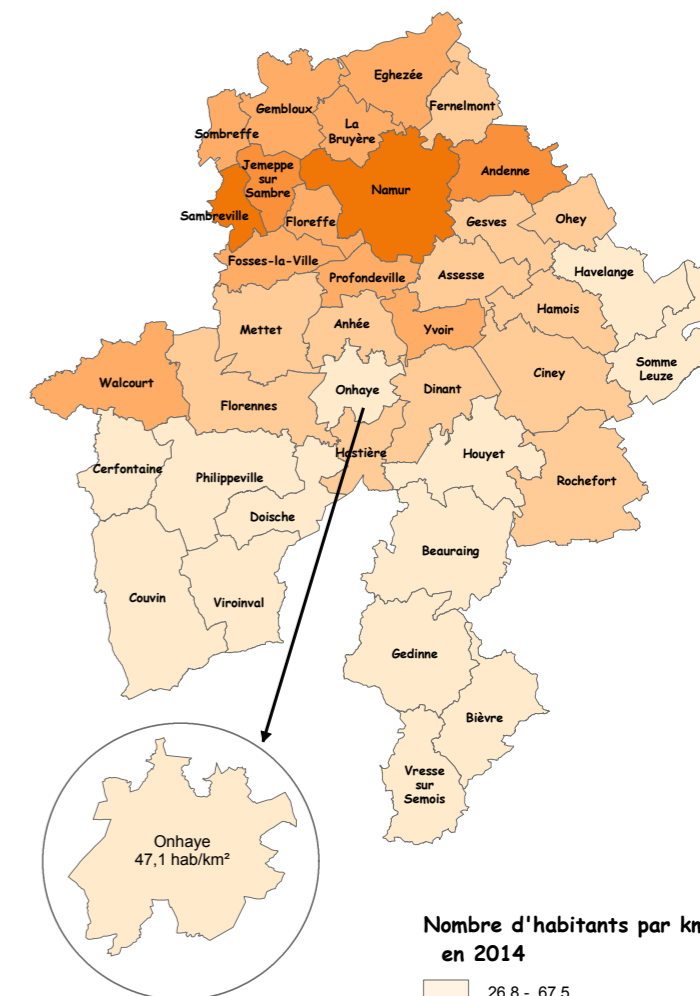 Eghezée
Fernelmont
Gembloux
La
Bruyère
Sombreffe
Jemeppe
sur
Sambre
Andenne
Namur
Sambreville
Floreffe
Gesves
Ohey
Fosses-la-Ville
Profondeville
Assesse
Havelange
Hamois
Mettet
Anhée
Yvoir
Somme
Leuze
Walcourt
Onhaye
Dinant
Ciney
Florennes
Hastière
Houyet
Cerfontaine
Philippeville
Rochefort
Doische
Beauraing
Couvin
Viroinval
Gedinne
Bièvre
Vresse
sur
Semois
Onhaye
47,1 hab/km²
Nombre d'habitants par km
en 2014
26,8 - 67,5